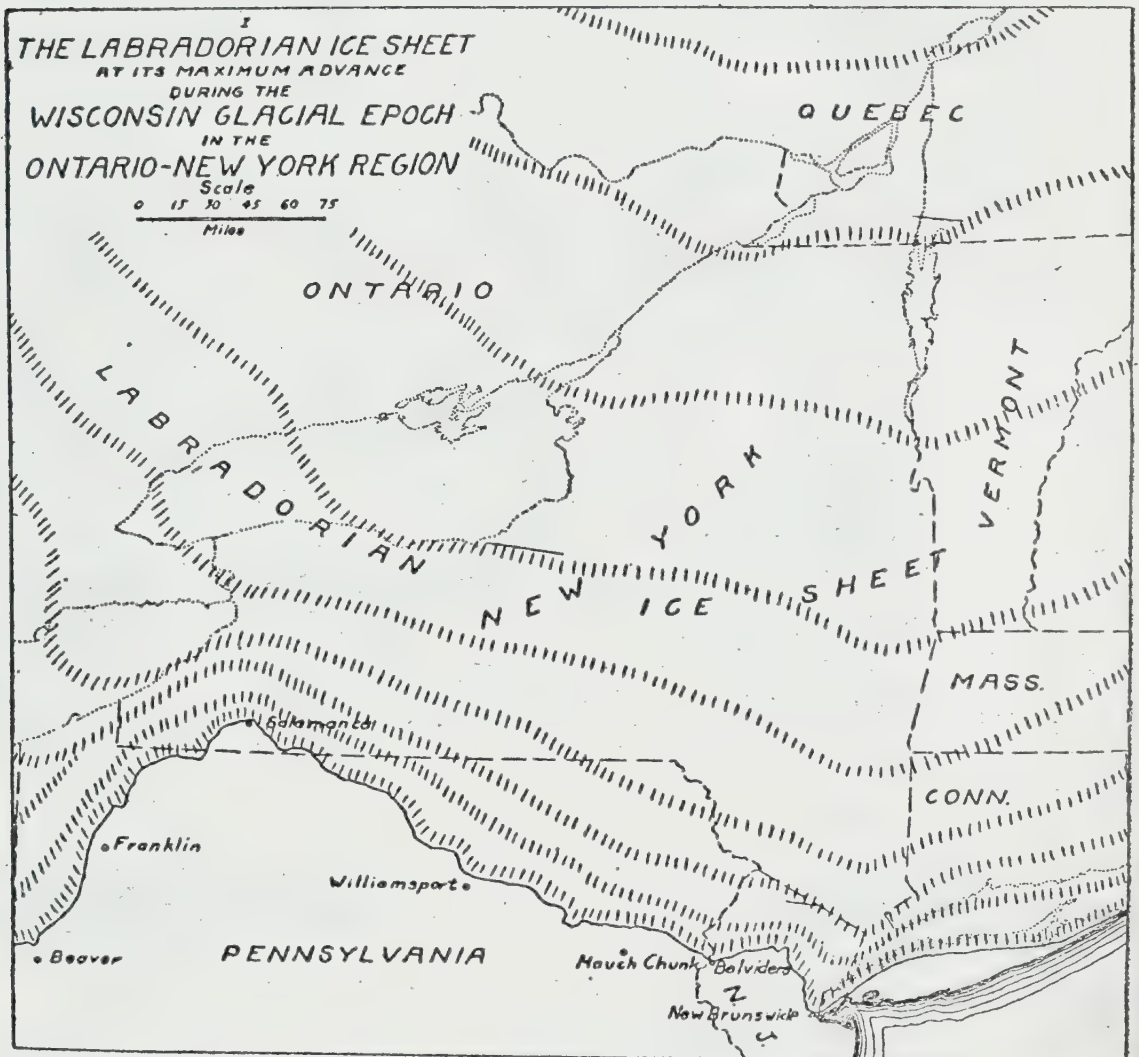 I
THE LABRADORIAN ICE SHEET
AT ITS MAXIMUM ADVANCE
DURING THE
WISCONSIN GLACIAL EPOCH
IN THE
ONTARIO-NEW YORK REGION
Scale
0 15 30 45 60 75
Miles
QUEBEC
ONTARIO
LABRADORIAN
ICE
SHEET
NEW YORK
VERMONT
MASS.
CONN.
Salamanca
Franklin
Williamsport
Beaver
PENNSYLVANIA
Mauch Chunk
Belvidere
New Brunswick
N
J.